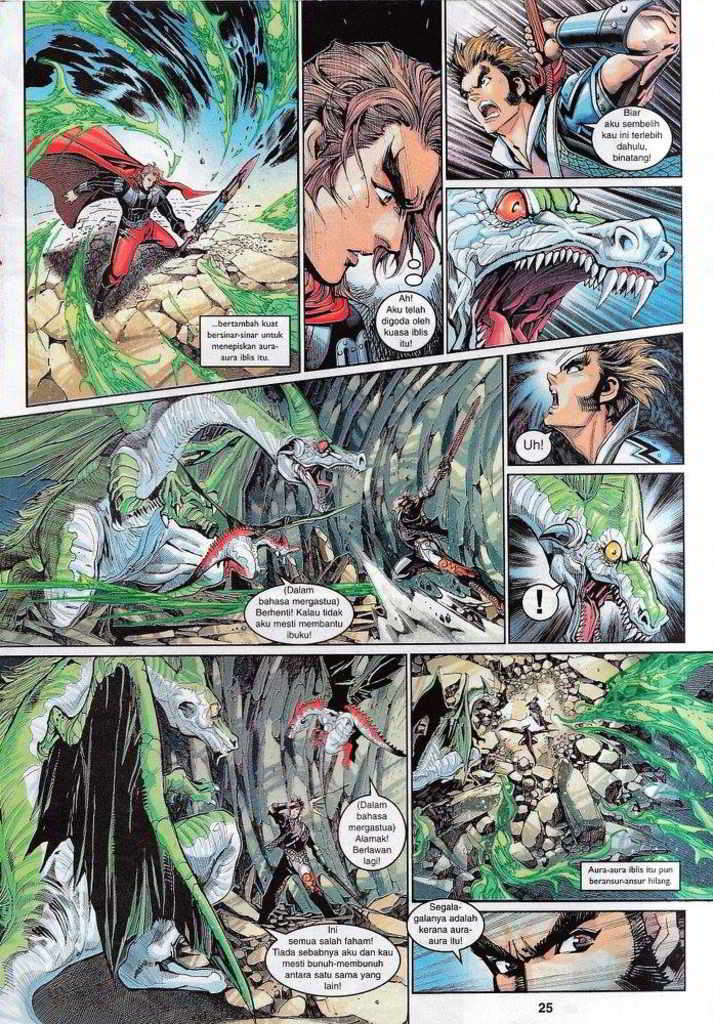 ...bertambah kuat
bersinar-sinar untuk
menepiskan aura-
aura iblis itu.
Ah!
Aku telah
digoda oleh
kuasa iblis
itu!
Biar
aku sembelih
kau ini terlebih
dahulu,
binatang!
Uh!
(Dalam
bahasa mergastua)
Berhenti! Kalau tidak
aku mesti membantu
ibuku!
!
(Dalam
bahasa
mergastua)
Alamak!
Berlawan
lagi!
Ini
semua salah faham!
Tiada sebabnya aku dan kau
mesti bunuh-membunuh
antara satu sama yang
lain!
Aura-aura iblis itu pun
beransur-ansur hilang.
Segala-
galanya adalah
kerana aura-
aura itu!
25